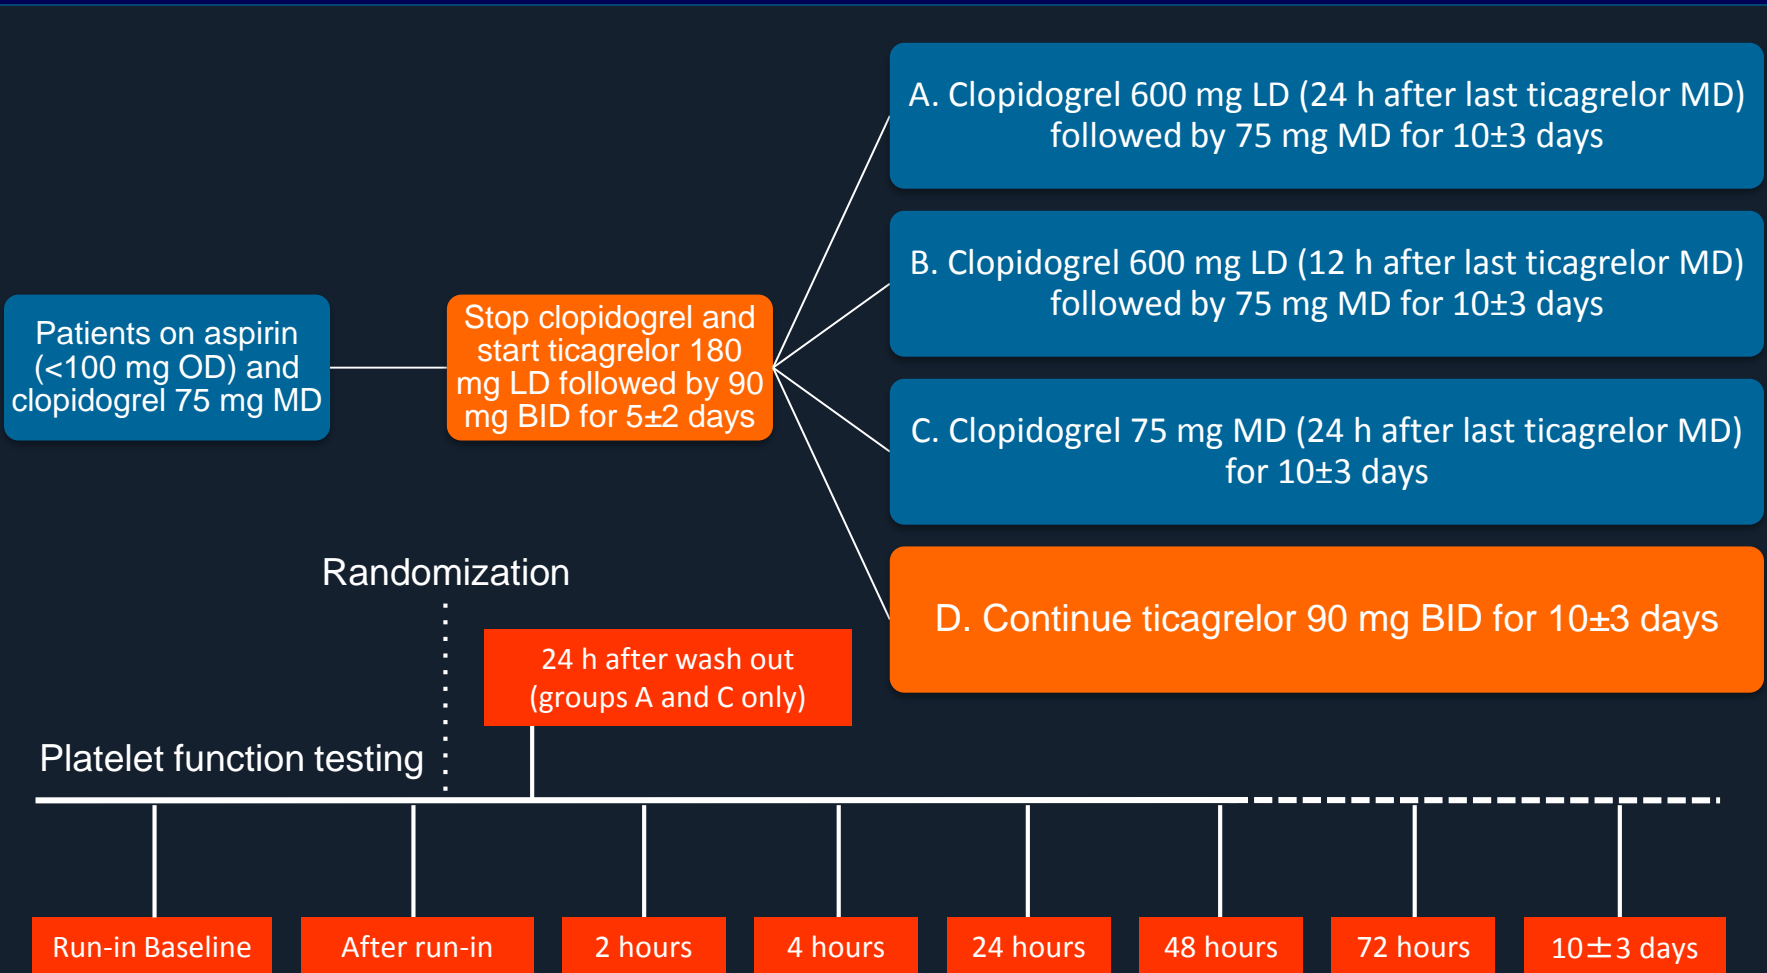 Patients on aspirin
(<100 mg OD) and
clopidogrel 75 mg MD
Stop clopidogrel and
start ticagrelor 180
mg LD followed by 90
mg BID for 5±2 days
A. Clopidogrel 600 mg LD (24 h after last ticagrelor MD)
followed by 75 mg MD for 10±3 days
B. Clopidogrel 600 mg LD (12 h after last ticagrelor MD)
followed by 75 mg MD for 10±3 days
C. Clopidogrel 75 mg MD (24 h after last ticagrelor MD)
for 10±3 days
D. Continue ticagrelor 90 mg BID for 10±3 days
Randomization
24 h after wash out
(groups A and C only)
Platelet function testing
Run-in Baseline
After run-in
2 hours
4 hours
24 hours
48 hours
72 hours
10±3 days